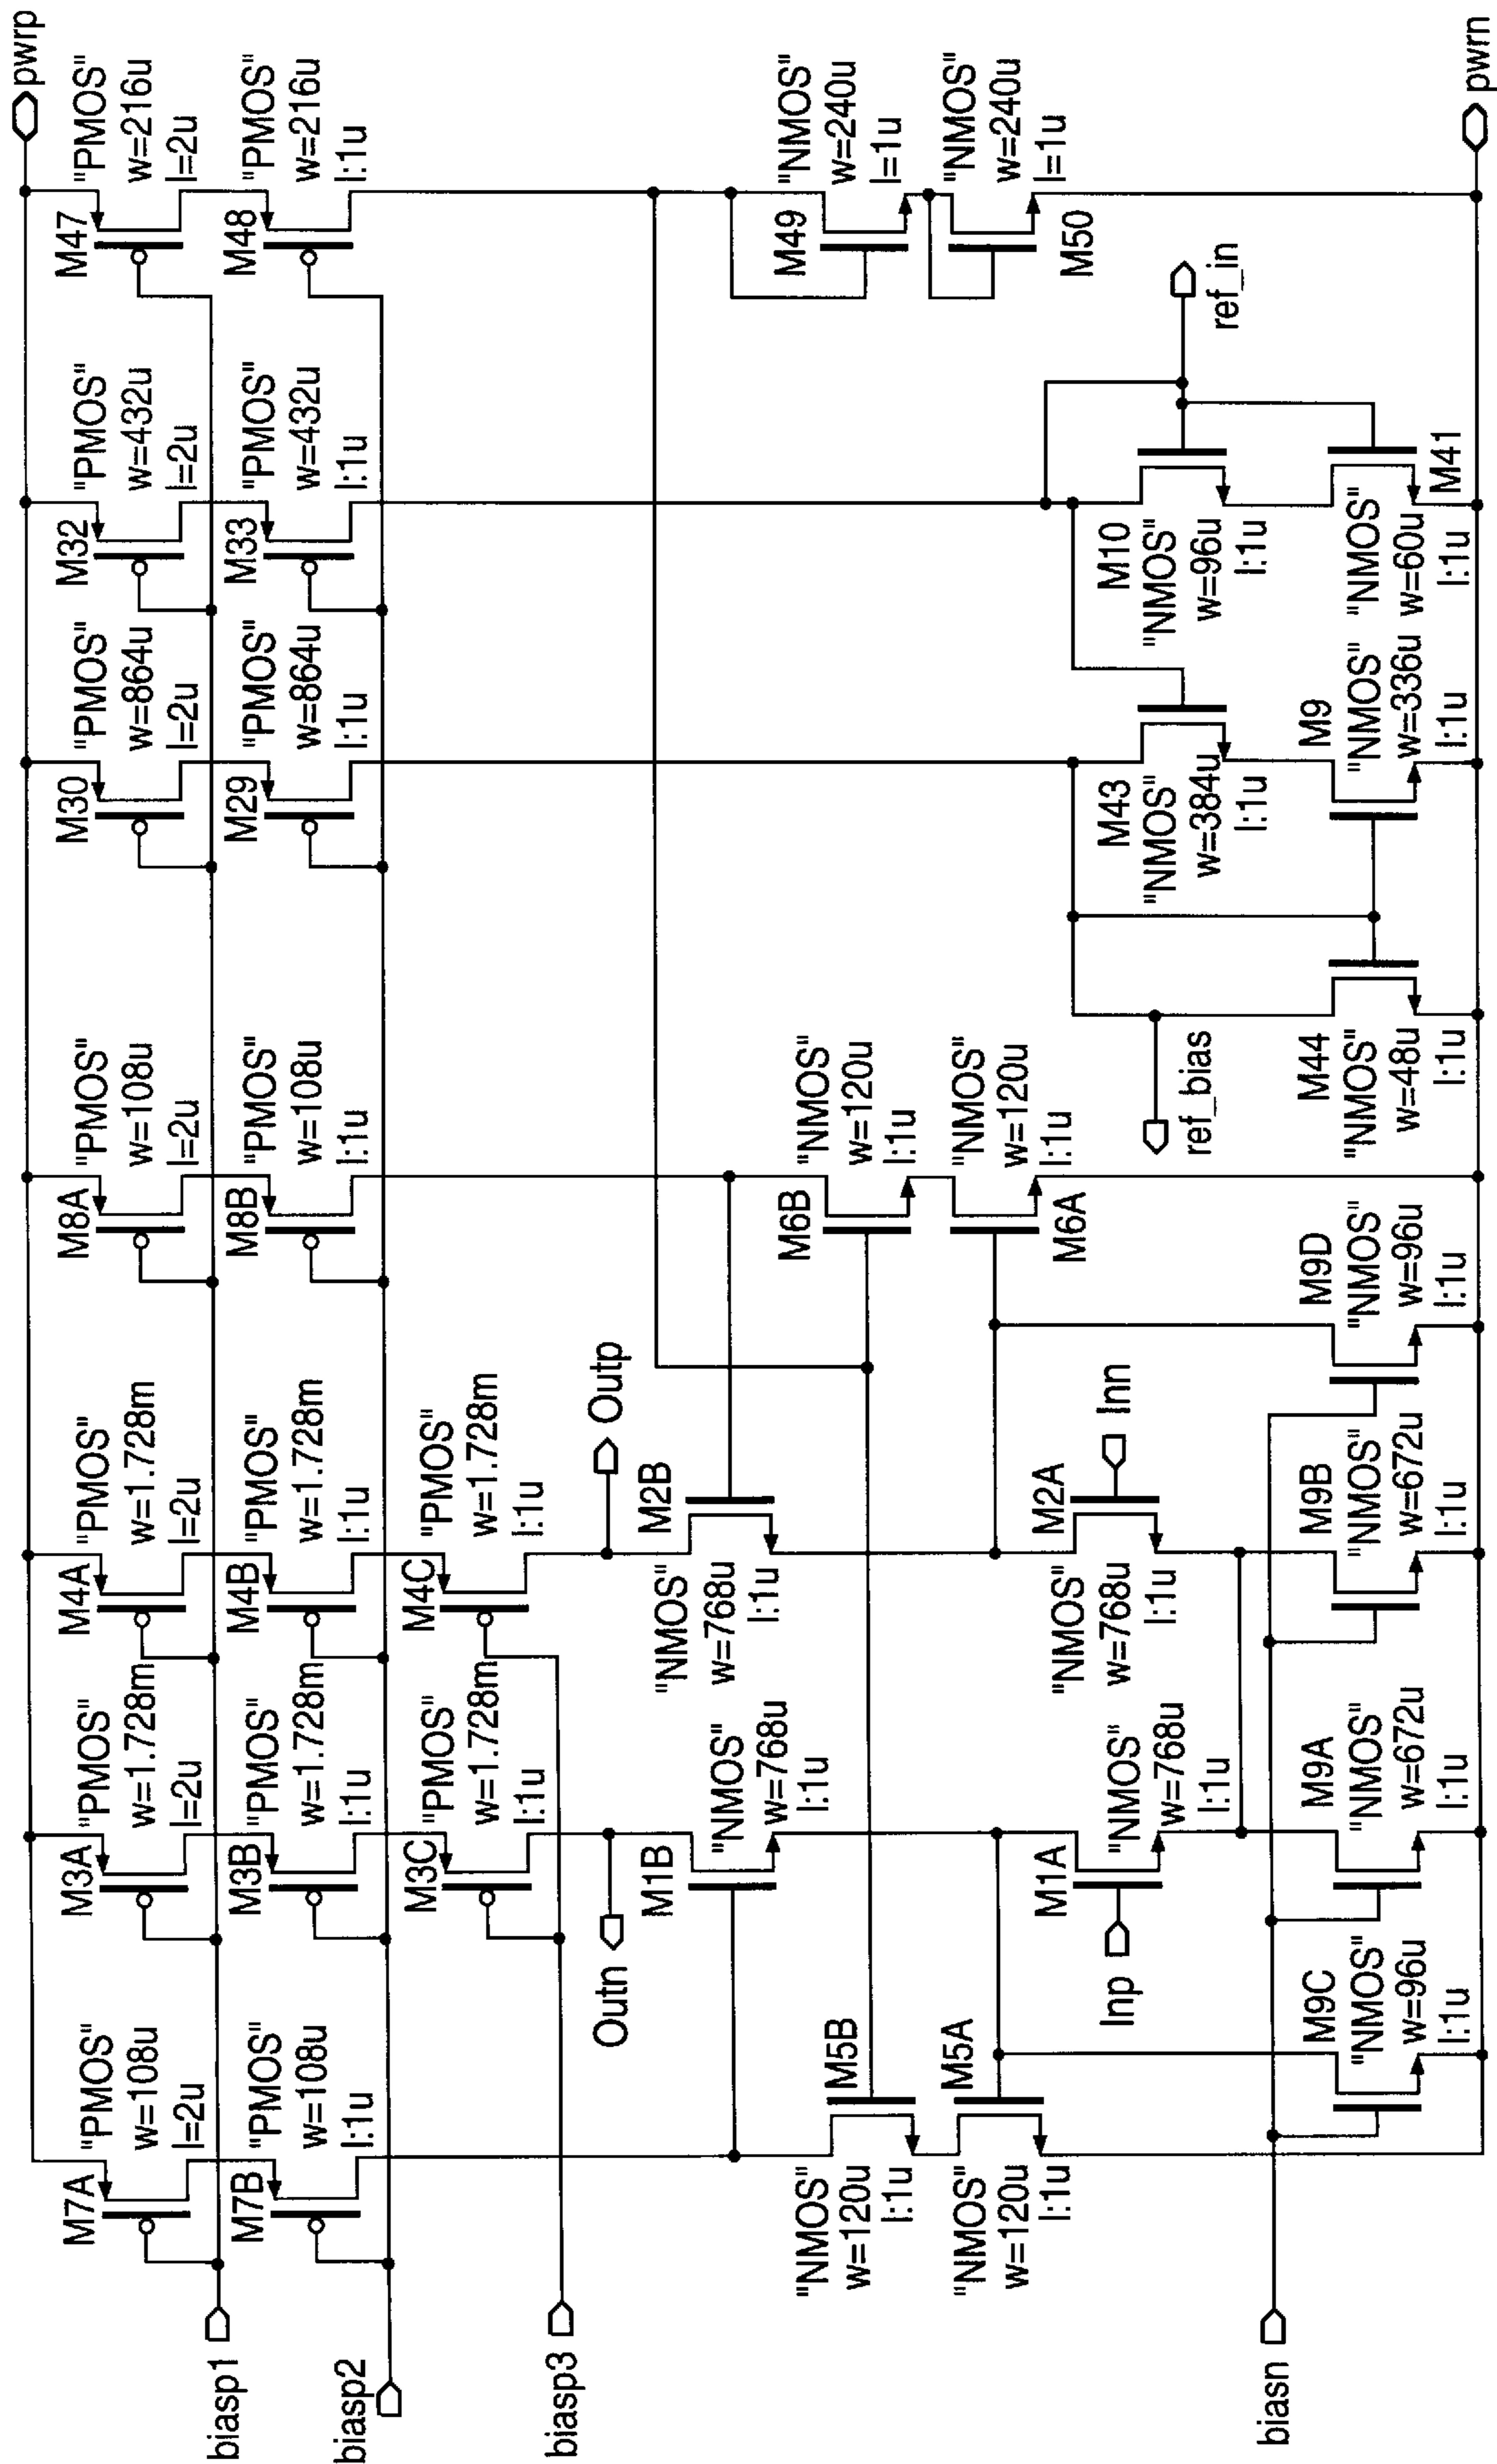 pwrp
M7A
"PMOS"
w=108u
l=2u
M7B
"PMOS"
w=108u
l:1u
M3A
"PMOS"
w=1.728m
l=2u
M3B
"PMOS"
w=1.728m
l:1u
M3C
"PMOS"
w=1.728m
l:1u
M4A
"PMOS"
w=1.728m
l=2u
M4B
"PMOS"
w=1.728m
l:1u
M4C
"PMOS"
w=1.728m
l:1u
M8A
"PMOS"
w=108u
l=2u
M8B
"PMOS"
w=108u
l:1u
M30
"PMOS"
w=864u
l=2u
M29
"PMOS"
w=864u
l:1u
M32
"PMOS"
w=432u
l=2u
M33
"PMOS"
w=432u
l:1u
M47
"PMOS"
w=216u
l=2u
M48
"PMOS"
w=216u
l:1u
biasp1
biasp2
biasp3
Outn
Outp
M1B
"NMOS"
w=768u
l:1u
M2B
"NMOS"
w=768u
l:1u
M5B
"NMOS"
w=120u
l:1u
M5A
"NMOS"
w=120u
l:1u
M6B
"NMOS"
w=120u
l:1u
M6A
"NMOS"
w=120u
l:1u
M49
"NMOS"
w=240u
l=1u
M50
"NMOS"
w=240u
l=1u
Inp
M1A
"NMOS"
w=768u
l:1u
M2A
"NMOS"
w=768u
l:1u
Inn
ref_bias
ref_in
M43
"NMOS"
w=384u
l:1u
M10
"NMOS"
w=96u
l:1u
biasn
M9C
"NMOS"
w=96u
l:1u
M9A
"NMOS"
w=672u
l:1u
M9B
"NMOS"
w=672u
l:1u
M9D
"NMOS"
w=96u
l:1u
M44
"NMOS"
w=48u
l:1u
M9
"NMOS"
w=336u
l:1u
M41
"NMOS"
w=60u
l:1u
pwrn